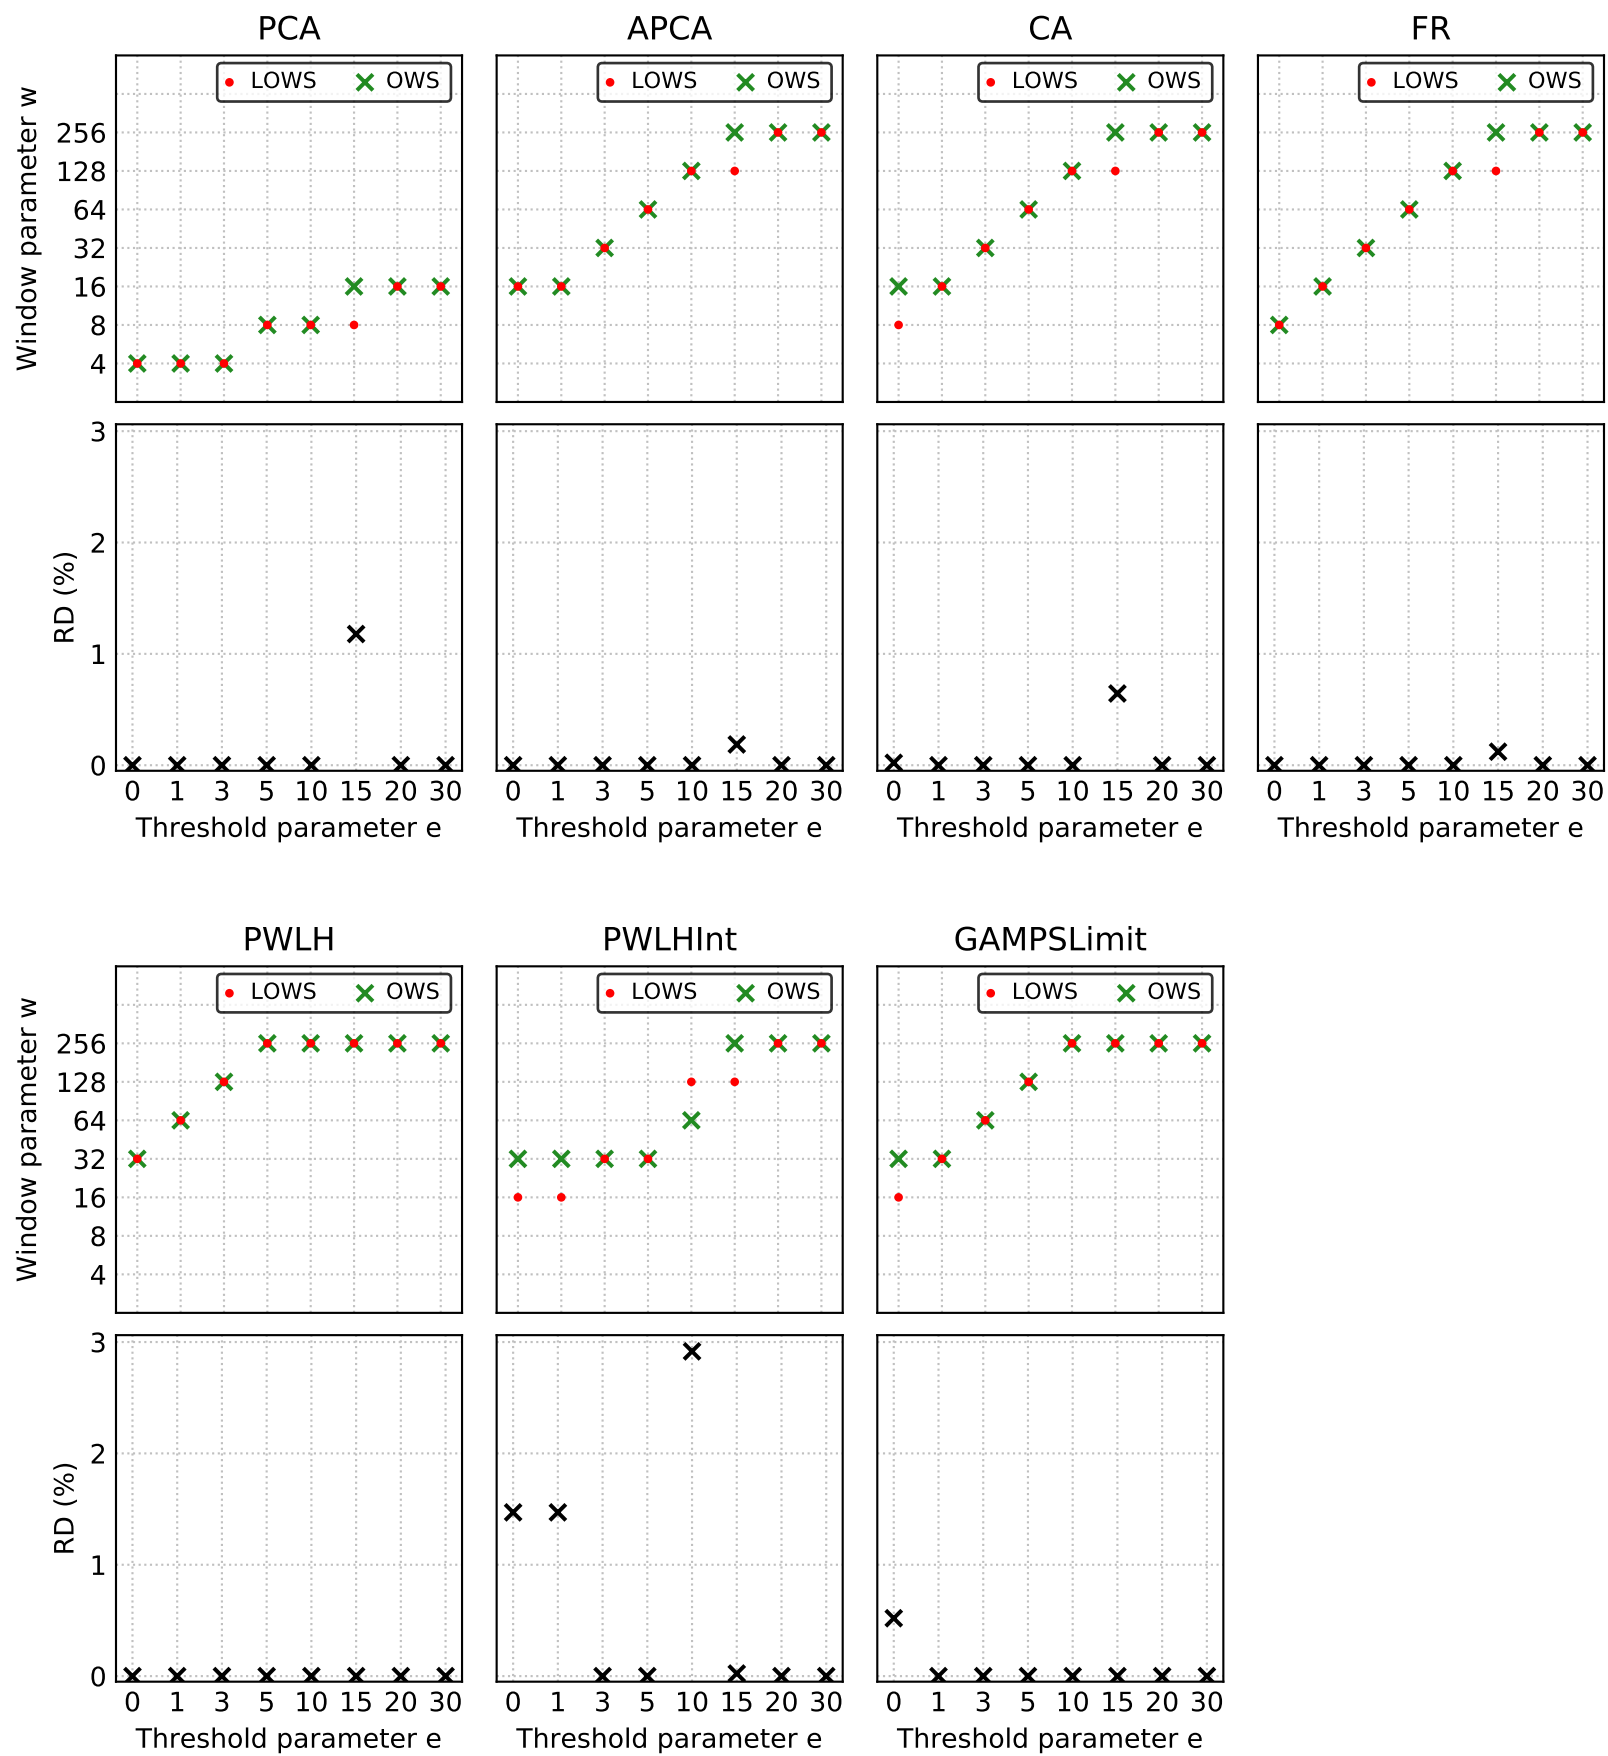 PCA APCA CA FR
LOWS OWS LOWS OWS LOWS OWS LOWS OWS
Window parameter w
256
128
64
32
16
8
4
RD (%)
3
2
1
0
0 1 3 5 10 15 20 30 0 1 3 5 10 15 20 30 0 1 3 5 10 15 20 30 0 1 3 5 10 15 20 30
Threshold parameter e Threshold parameter e Threshold parameter e Threshold parameter e
PWLH PWLHInt GAMPSLimit
LOWS OWS LOWS OWS LOWS OWS
Window parameter w
256
128
64
32
16
8
4
RD (%)
3
2
1
0
0 1 3 5 10 15 20 30 0 1 3 5 10 15 20 30 0 1 3 5 10 15 20 30
Threshold parameter e Threshold parameter e Threshold parameter e